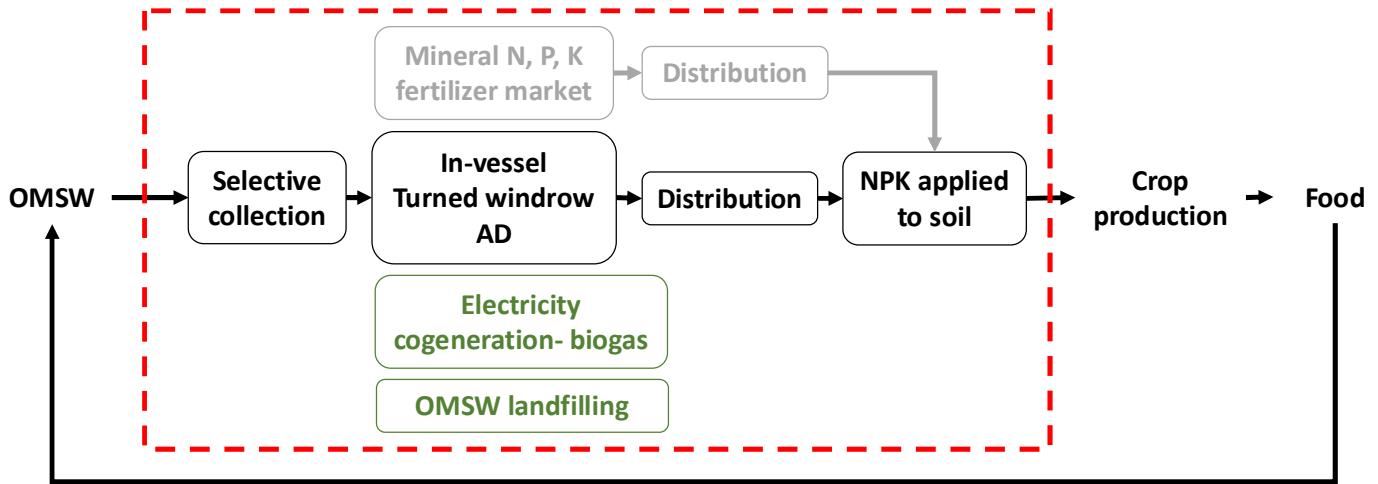 Mineral N, P, K
fertilizer market
Distribution
OMSW
Selective
collection
In-vessel
Turned windrow
AD
Distribution
NPK applied
to soil
Crop
production
Food
Electricity
cogeneration- biogas
OMSW landfilling